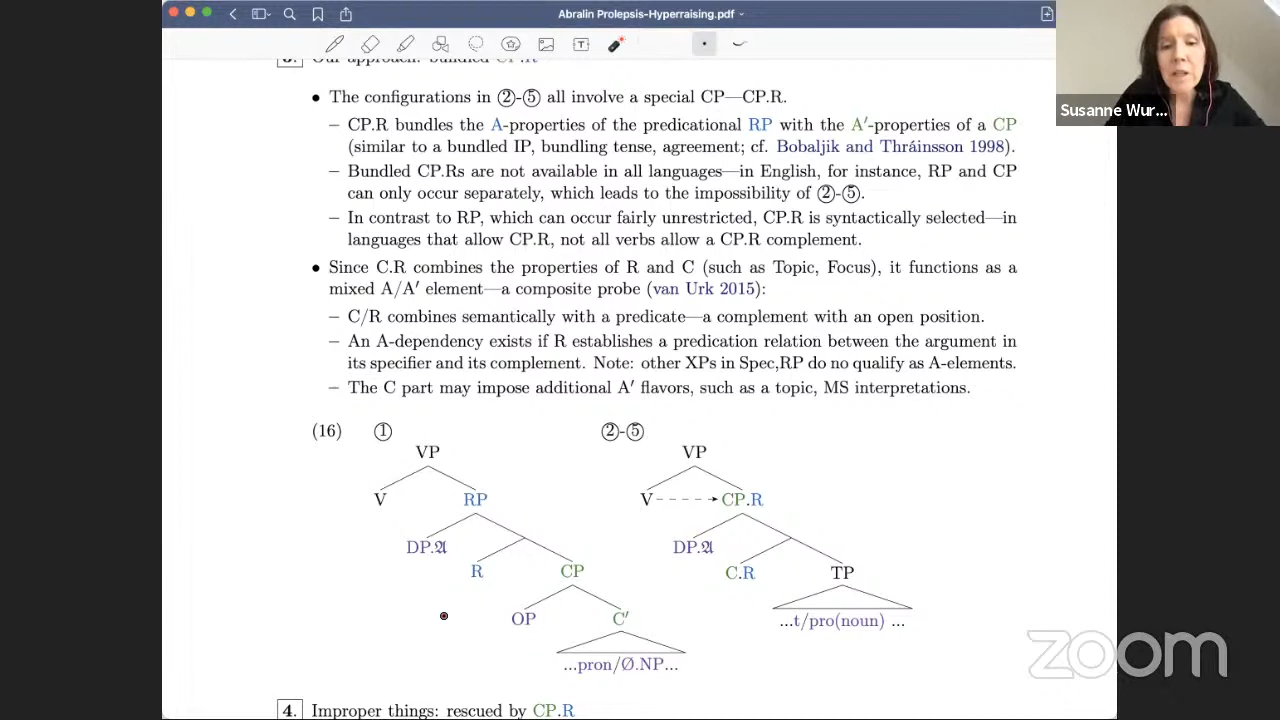 Abralin Prolepsis-Hyperraising.pdf
3. Our approach: bundled CP.R
• The configurations in ②-⑤ all involve a special CP—CP.R.
– CP.R bundles the A-properties of the predicational RP with the A′-properties of a CP
(similar to a bundled IP, bundling tense, agreement; cf. Bobaljik and Thráinsson 1998).
– Bundled CP.Rs are not available in all languages—in English, for instance, RP and CP
can only occur separately, which leads to the impossibility of ②-⑤.
– In contrast to RP, which can occur fairly unrestricted, CP.R is syntactically selected—in
languages that allow CP.R, not all verbs allow a CP.R complement.
• Since C.R combines the properties of R and C (such as Topic, Focus), it functions as a
mixed A/A′ element—a composite probe (van Urk 2015):
– C/R combines semantically with a predicate—a complement with an open position.
– An A-dependency exists if R establishes a predication relation between the argument in
its specifier and its complement. Note: other XPs in Spec,RP do no qualify as A-elements.
– The C part may impose additional A′ flavors, such as a topic, MS interpretations.
(16) ① ②-⑤
VP VP
V RP V CP.R
DP.𝔄 DP.𝔄
R CP C.R TP
OP C′ ...t/pro(noun) ...
...pron/Ø.NP...
4. Improper things: rescued by CP.R
Susanne Wur...
zoom